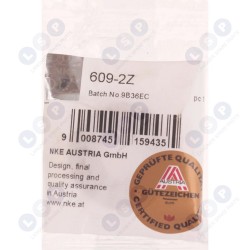 609-2Z
Batch No 9B36EC
9 008745 159435
NKE AUSTRIA GmbH
Design, final
processing and
quality assurance
in Austria
www.nke.at
GEPRÜFTE QUALITÄT
AUSTRIA
GÜTEZEICHEN
CERTIFIED QUALITY